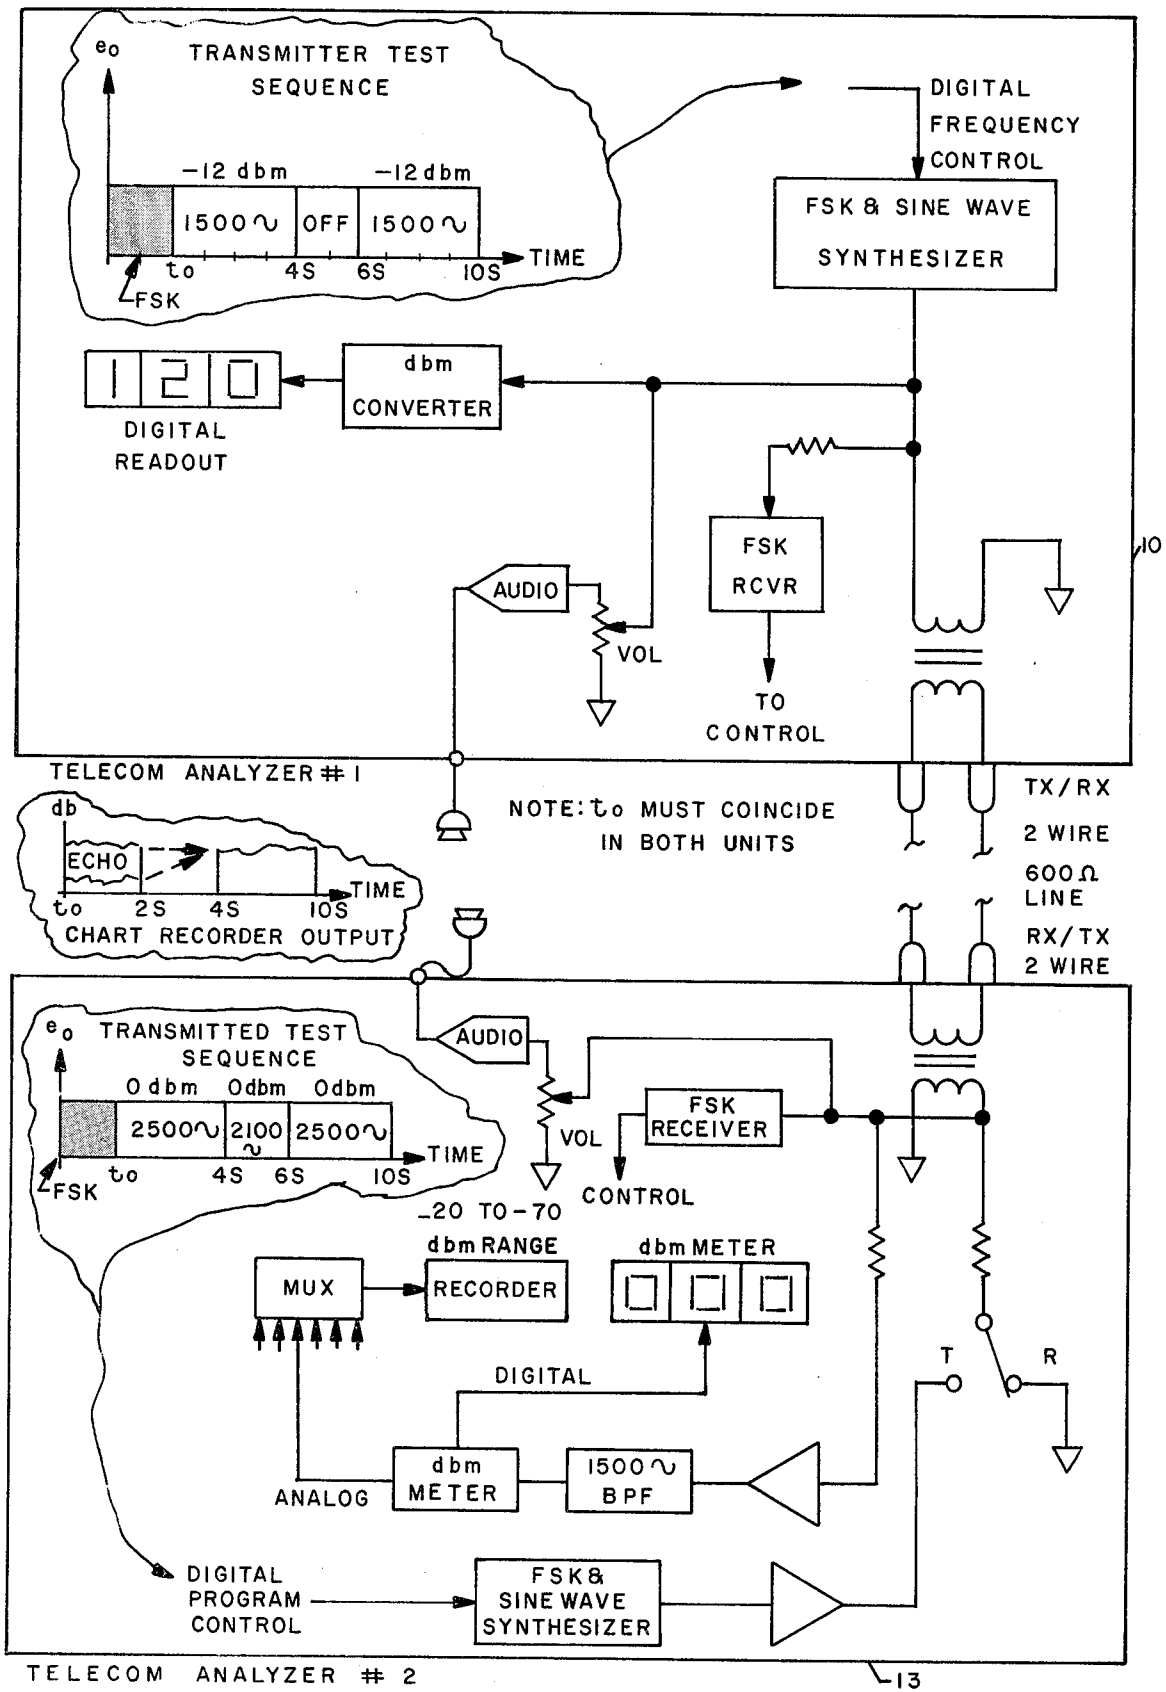 TRANSMITTER TEST
SEQUENCE
eo
-12 dbm
-12 dbm
1500~
OFF
1500~
TIME
to
4S
6S
10S
FSK
DIGITAL
FREQUENCY
CONTROL
FSK & SINE WAVE
SYNTHESIZER
120
DIGITAL
READOUT
dbm
CONVERTER
FSK
RCVR
AUDIO
VOL
TO
CONTROL
10
TELECOM ANALYZER # 1
NOTE: to MUST COINCIDE
IN BOTH UNITS
TX/RX
2 WIRE
600Ω
LINE
RX/TX
2 WIRE
db
ECHO
TIME
to
2S
4S
10S
CHART RECORDER OUTPUT
eo
TRANSMITTED TEST
SEQUENCE
0 dbm
0dbm
0dbm
2500~
2100
~
2500~
TIME
to
4S
6S
10S
FSK
AUDIO
VOL
FSK
RECEIVER
CONTROL
-20 TO -70
dbm RANGE
RECORDER
MUX
dbm METER
000
DIGITAL
T
R
ANALOG
dbm
METER
1500~
BPF
DIGITAL
PROGRAM
CONTROL
FSK &
SINE WAVE
SYNTHESIZER
TELECOM ANALYZER # 2
13